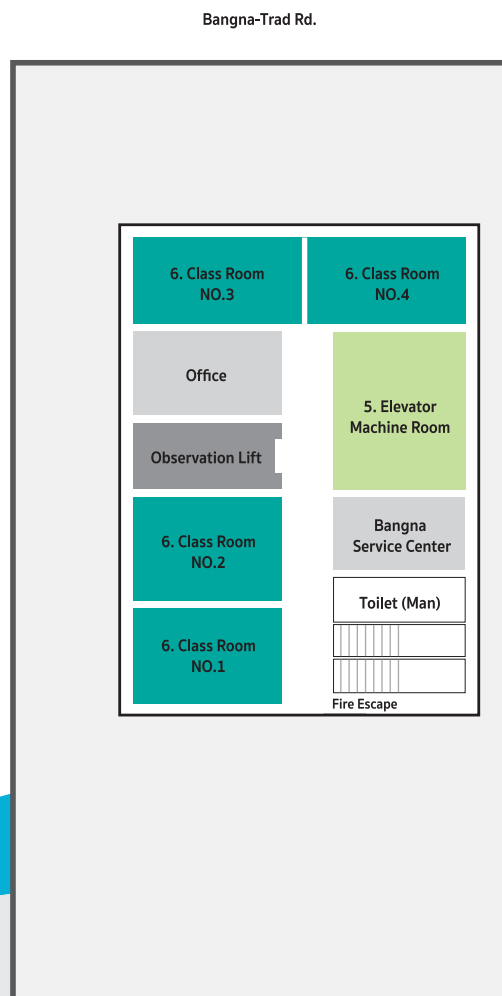 Bangna-Trad Rd.
6. Class Room
NO.3
6. Class Room
NO.4
Office
5. Elevator
Machine Room
Observation Lift
Bangna
Service Center
6. Class Room
NO.2
Toilet (Man)
6. Class Room
NO.1
Fire Escape